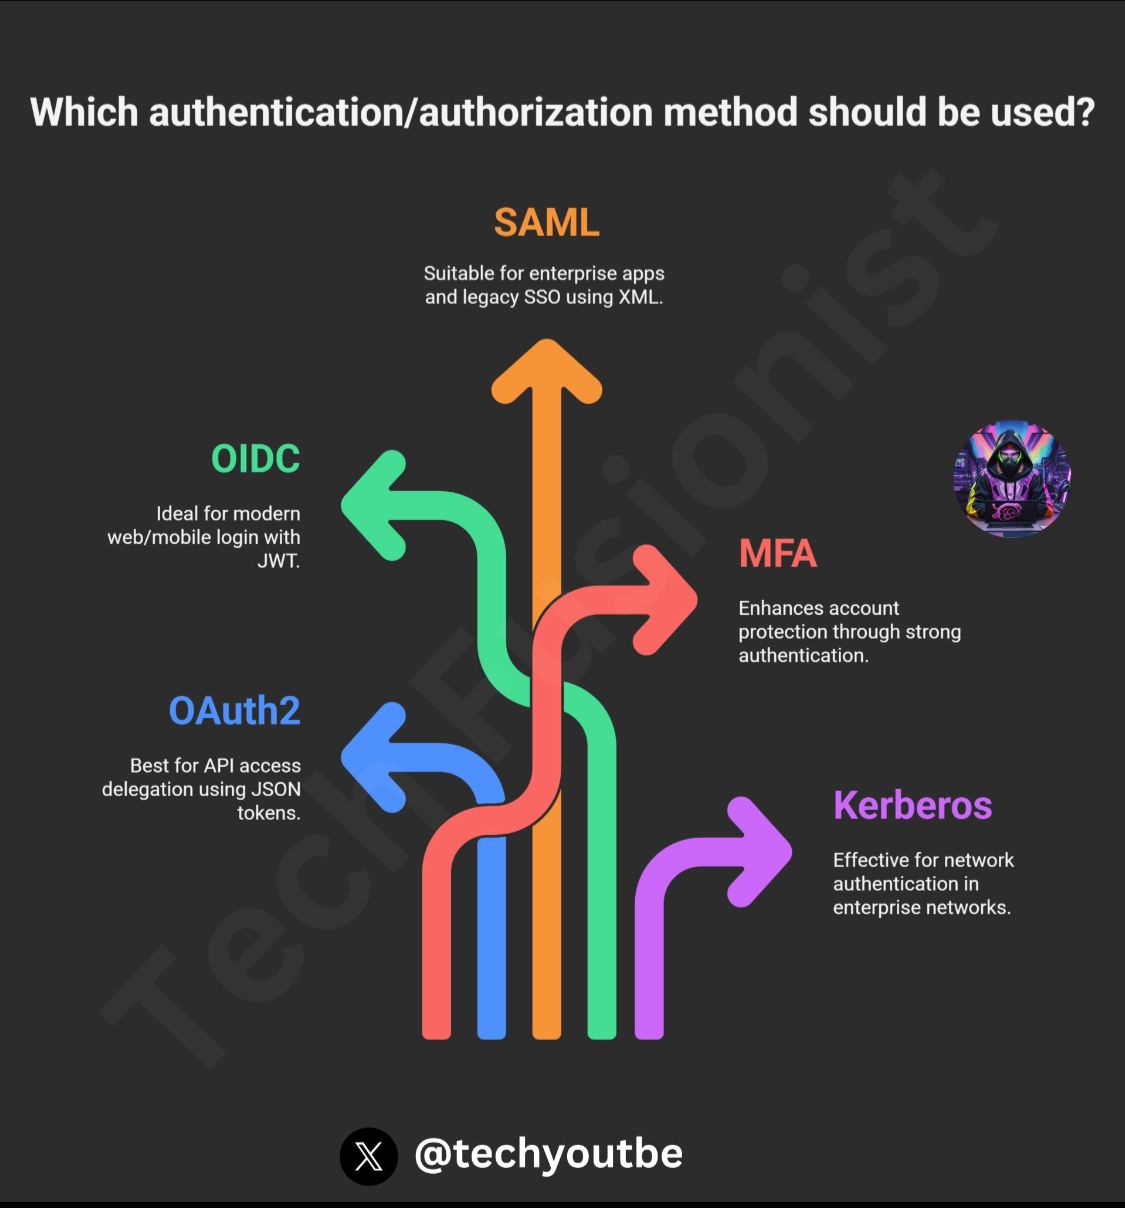 Which authentication/authorization method should be used?
SAML
Suitable for enterprise apps
and legacy SSO using XML.
OIDC
Ideal for modern
web/mobile login with
JWT.
MFA
Enhances account
protection through strong
authentication.
OAuth2
Best for API access
delegation using JSON
tokens.
Kerberos
Effective for network
authentication in
enterprise networks.
TechFusionist
X @techyoutbe